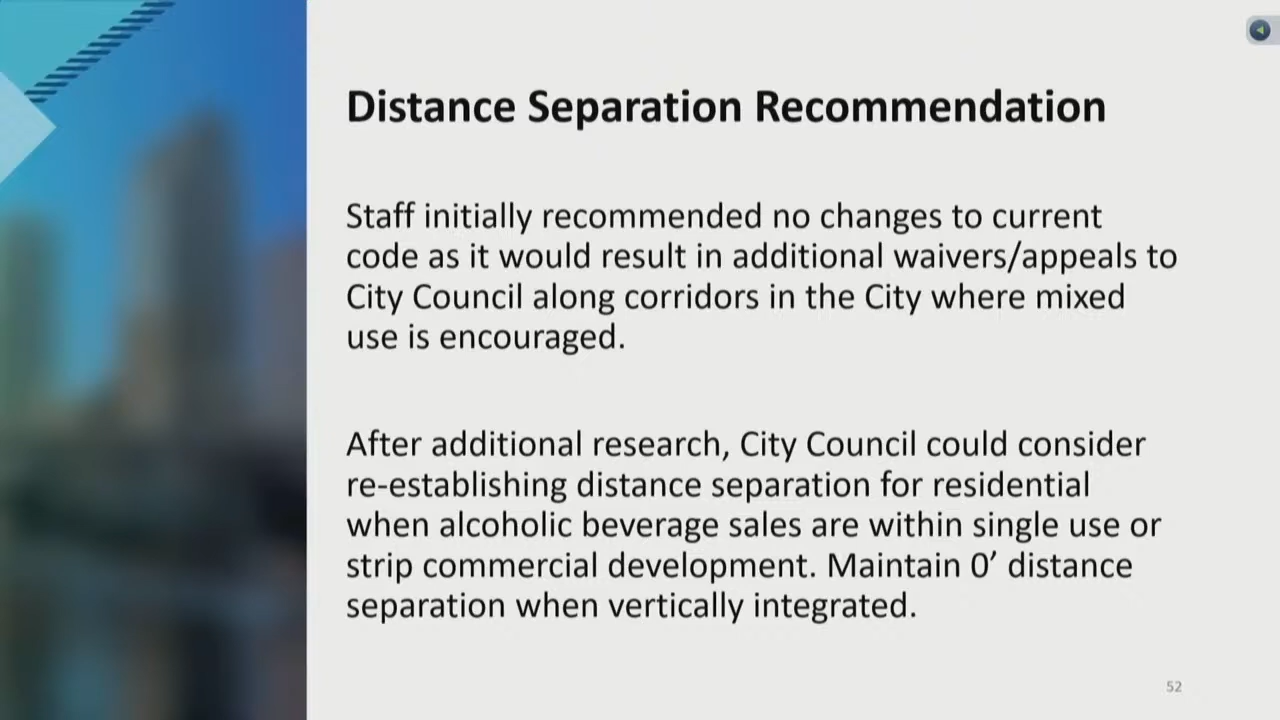 Distance Separation Recommendation
Staff initially recommended no changes to current
code as it would result in additional waivers/appeals to
City Council along corridors in the City where mixed
use is encouraged.
After additional research, City Council could consider
re-establishing distance separation for residential
when alcoholic beverage sales are within single use or
strip commercial development. Maintain 0’ distance
separation when vertically integrated.
52